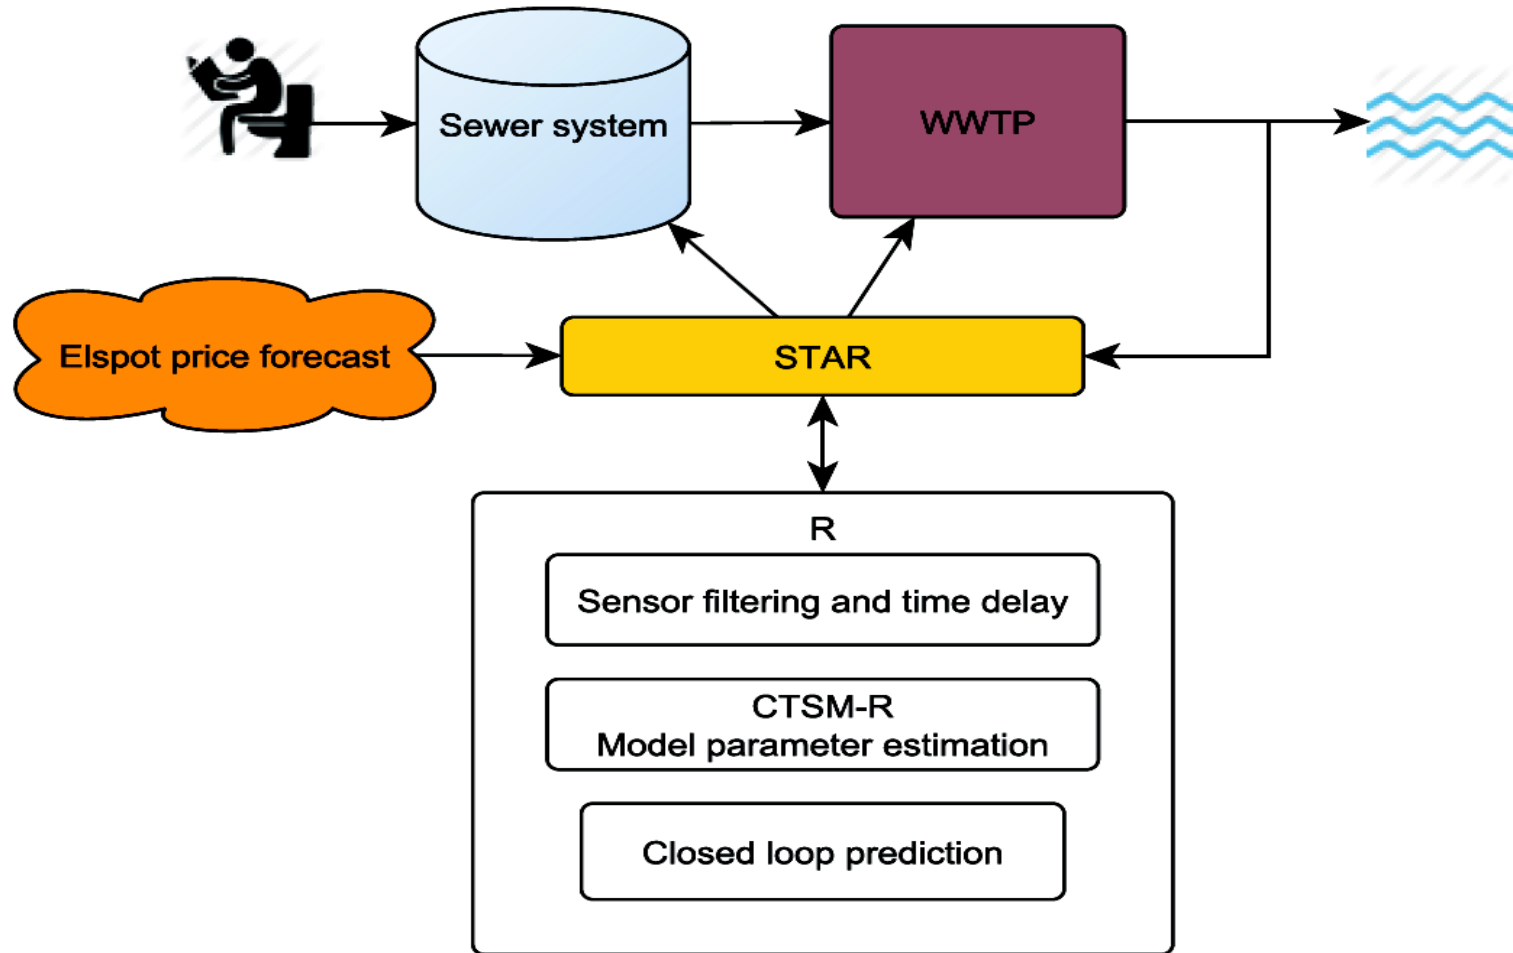 Sewer system
WWTP
Elspot price forecast
STAR
R
Sensor filtering and time delay
CTSM-R
Model parameter estimation
Closed loop prediction